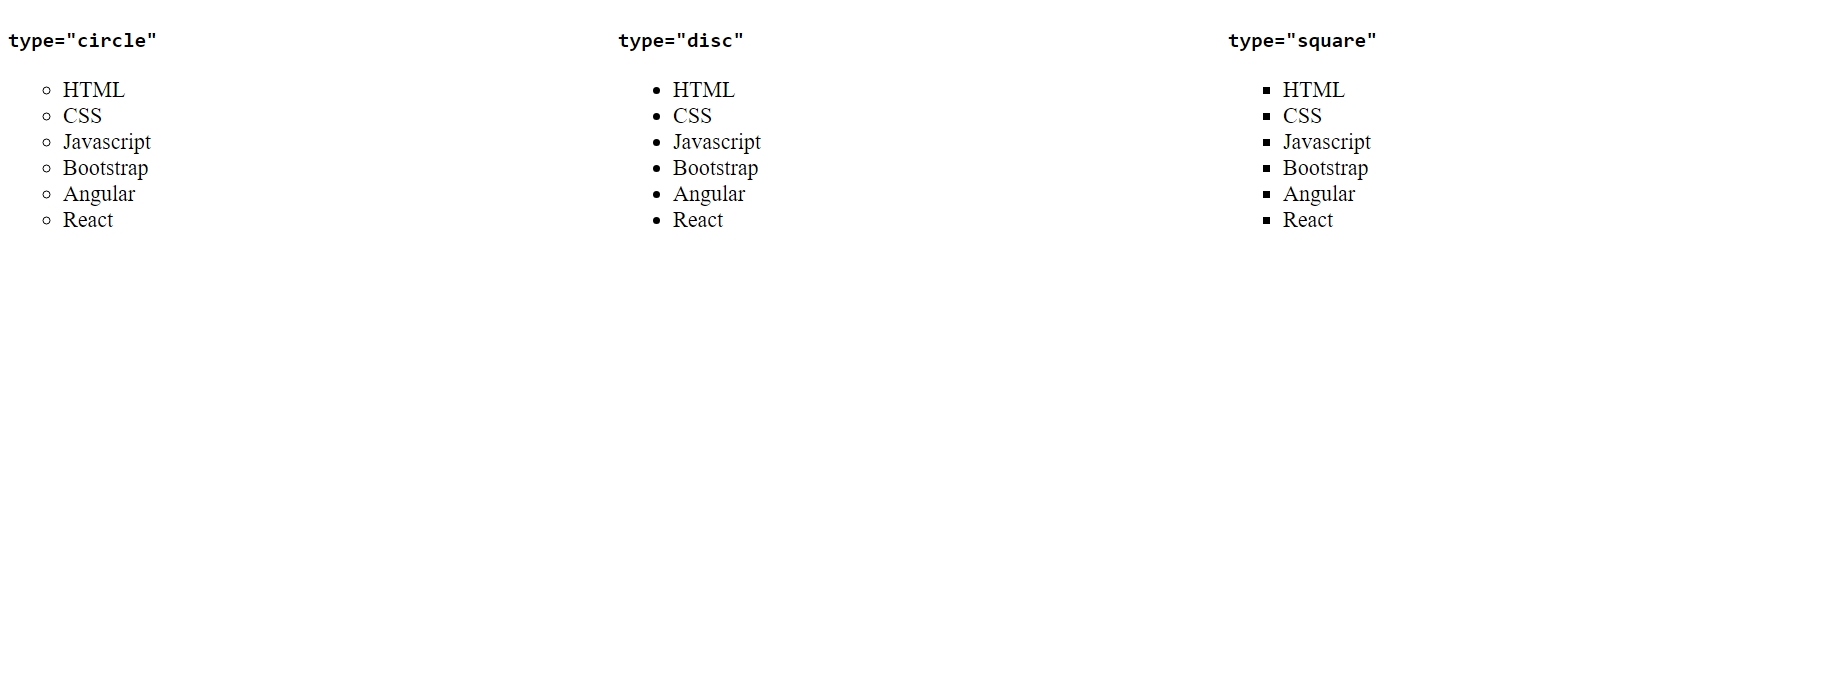 type="circle"
HTML
CSS
Javascript
Bootstrap
Angular
React
type="disc"
HTML
CSS
Javascript
Bootstrap
Angular
React
type="square"
HTML
CSS
Javascript
Bootstrap
Angular
React